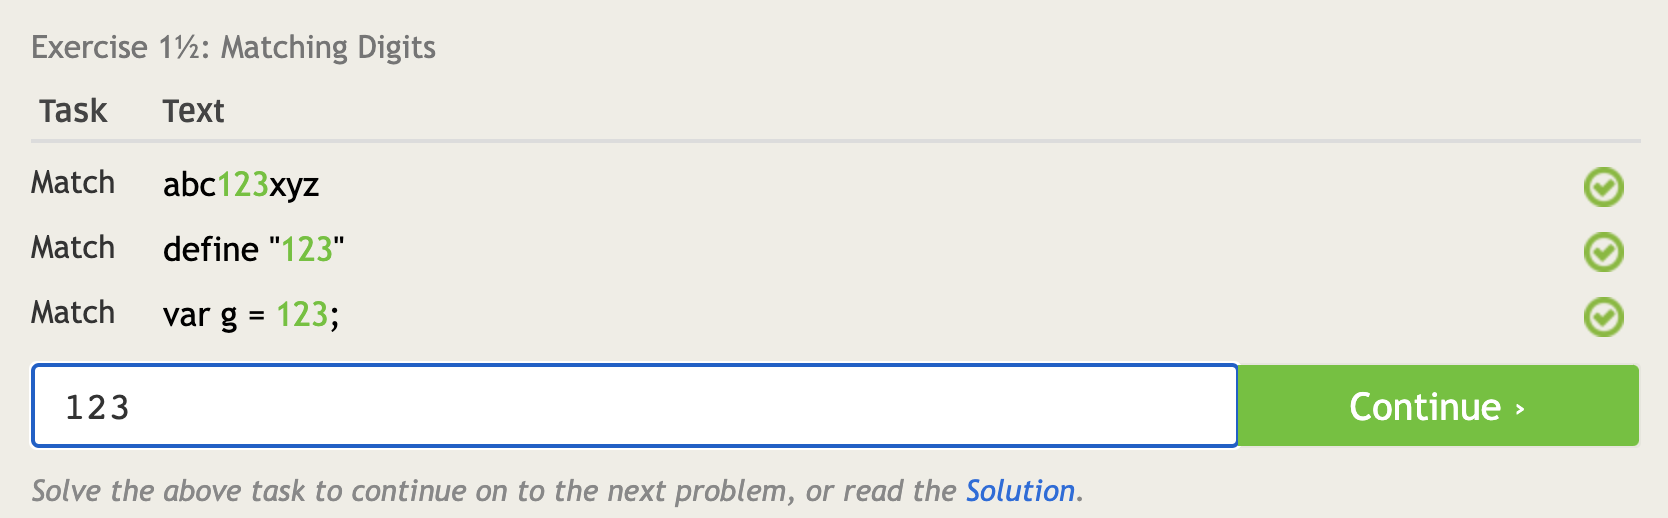 Exercise 1½: Matching Digits
Task Text
Match abc123xyz
Match define "123"
Match var g = 123;
123 Continue ›
Solve the above task to continue on to the next problem, or read the Solution.